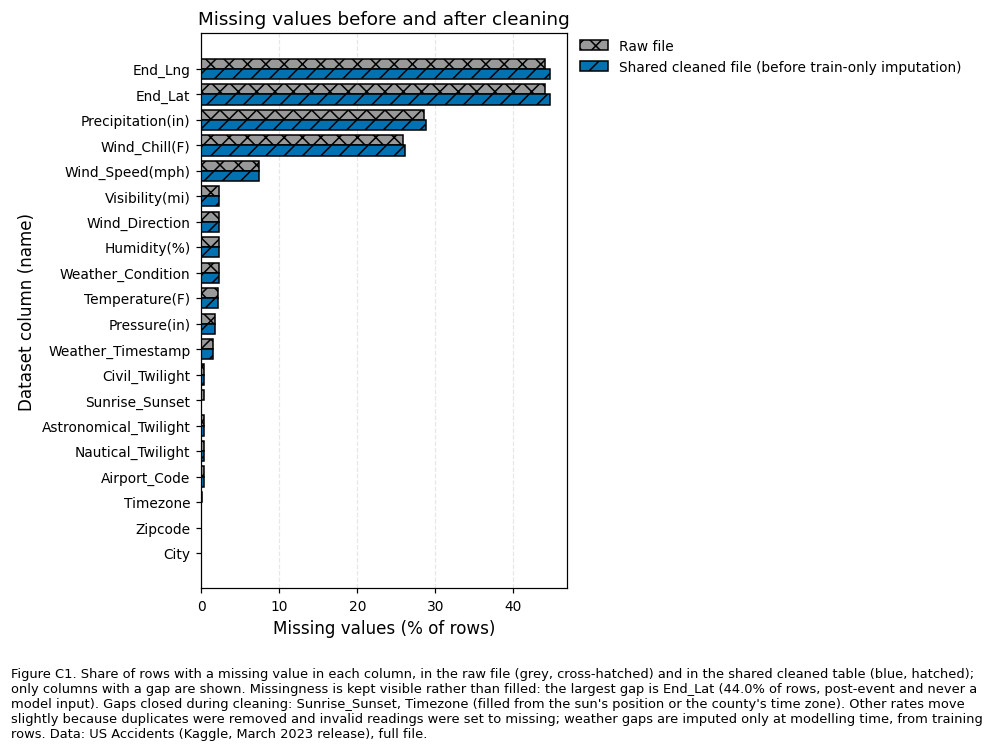 Missing values before and after cleaning
Raw file
Shared cleaned file (before train-only imputation)
Dataset column (name)
End_Lng
End_Lat
Precipitation(in)
Wind_Chill(F)
Wind_Speed(mph)
Visibility(mi)
Wind_Direction
Humidity(%)
Weather_Condition
Temperature(F)
Pressure(in)
Weather_Timestamp
Civil_Twilight
Sunrise_Sunset
Astronomical_Twilight
Nautical_Twilight
Airport_Code
Timezone
Zipcode
City
0 10 20 30 40
Missing values (% of rows)
Figure C1. Share of rows with a missing value in each column, in the raw file (grey, cross-hatched) and in the shared cleaned table (blue, hatched);
only columns with a gap are shown. Missingness is kept visible rather than filled: the largest gap is End_Lat (44.0% of rows, post-event and never a
model input). Gaps closed during cleaning: Sunrise_Sunset, Timezone (filled from the sun's position or the county's time zone). Other rates move
slightly because duplicates were removed and invalid readings were set to missing; weather gaps are imputed only at modelling time, from training
rows. Data: US Accidents (Kaggle, March 2023 release), full file.